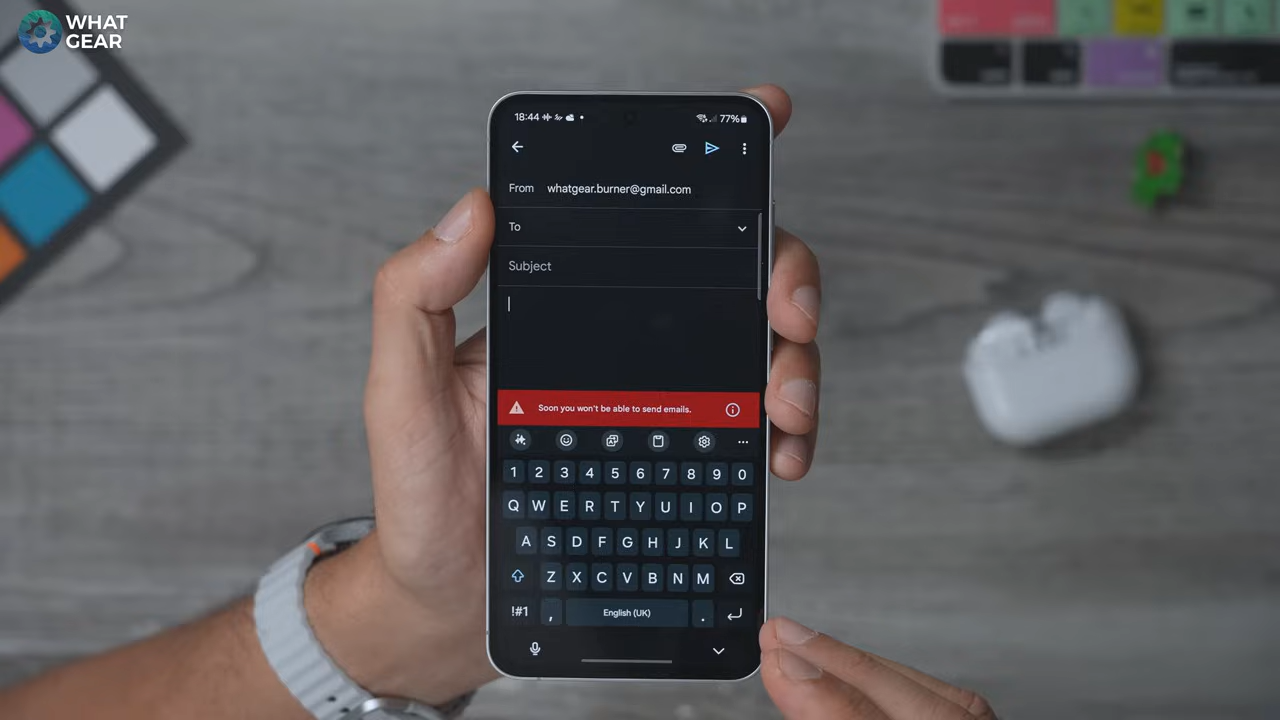 WHAT
GEAR
18:44
77%
From whatgear.burner@gmail.com
To
Subject
Soon you won't be able to send emails.
1 2 3 4 5 6 7 8 9 0
Q W E R T Y U I O P
A S D F G H J K L
Z X C V B N M
!#1 , English (UK) .